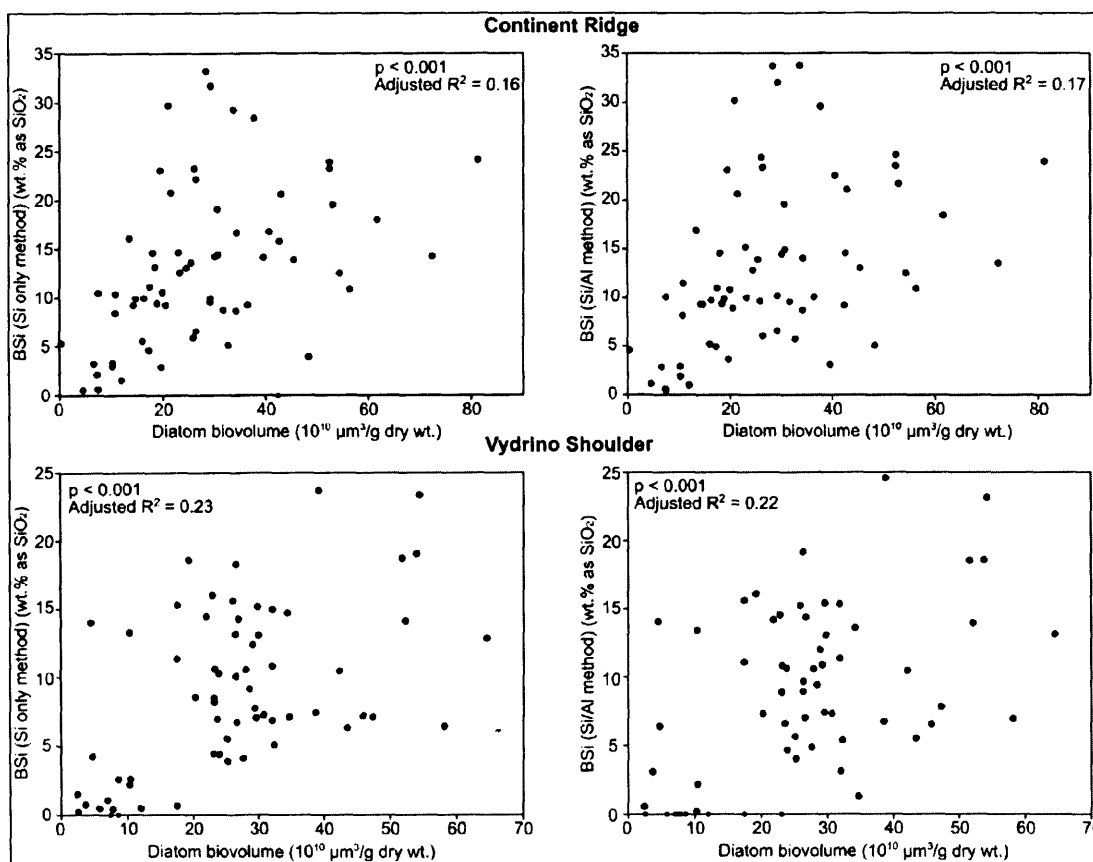 Continent Ridge
p < 0.001
Adjusted R² = 0.16
BSi (Si only method) (wt.% as SiO₂)
35
30
25
20
15
10
5
0
0 20 40 60 80
Diatom biovolume (10¹⁰ µm³/g dry wt.)
p < 0.001
Adjusted R² = 0.17
BSi (Si/Al method) (wt.% as SiO₂)
35
30
25
20
15
10
5
0
0 20 40 60 80
Diatom biovolume (10¹⁰ µm³/g dry wt.)
Vydrino Shoulder
p < 0.001
Adjusted R² = 0.23
BSi (Si only method) (wt.% as SiO₂)
25
20
15
10
5
0
0 10 20 30 40 50 60 70
Diatom biovolume (10¹⁰ µm³/g dry wt.)
p < 0.001
Adjusted R² = 0.22
BSi (Si/Al method) (wt.% as SiO₂)
25
20
15
10
5
0
0 10 20 30 40 50 60 70
Diatom biovolume (10¹⁰ µm³/g dry wt.)